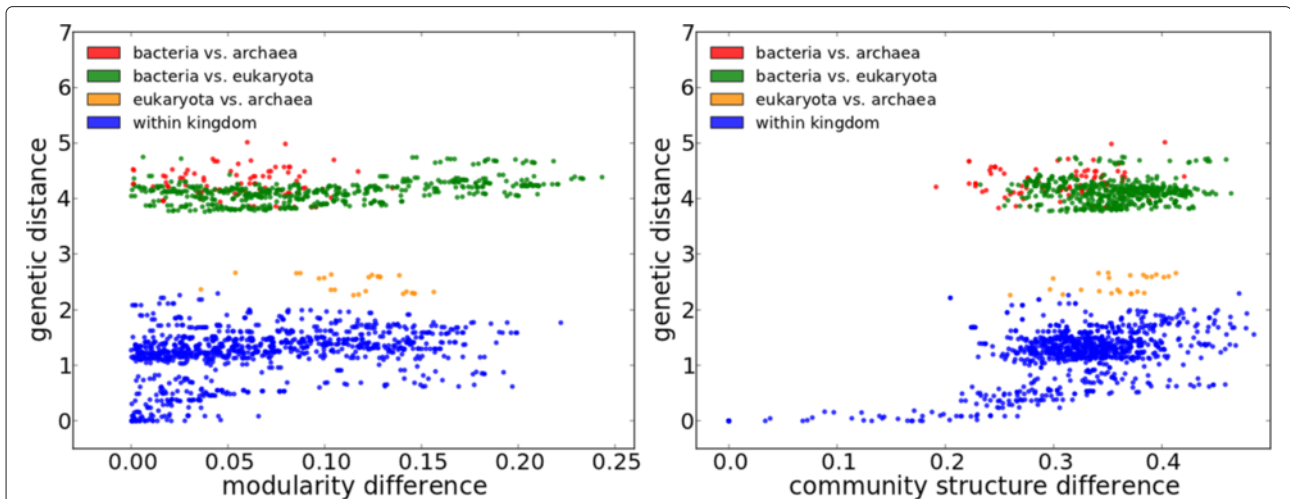 7
6
5
4
3
2
1
0
genetic distance
bacteria vs. archaea
bacteria vs. eukaryota
eukaryota vs. archaea
within kingdom
0.00 0.05 0.10 0.15 0.20 0.25
modularity difference
7
6
5
4
3
2
1
0
genetic distance
bacteria vs. archaea
bacteria vs. eukaryota
eukaryota vs. archaea
within kingdom
0.0 0.1 0.2 0.3 0.4
community structure difference